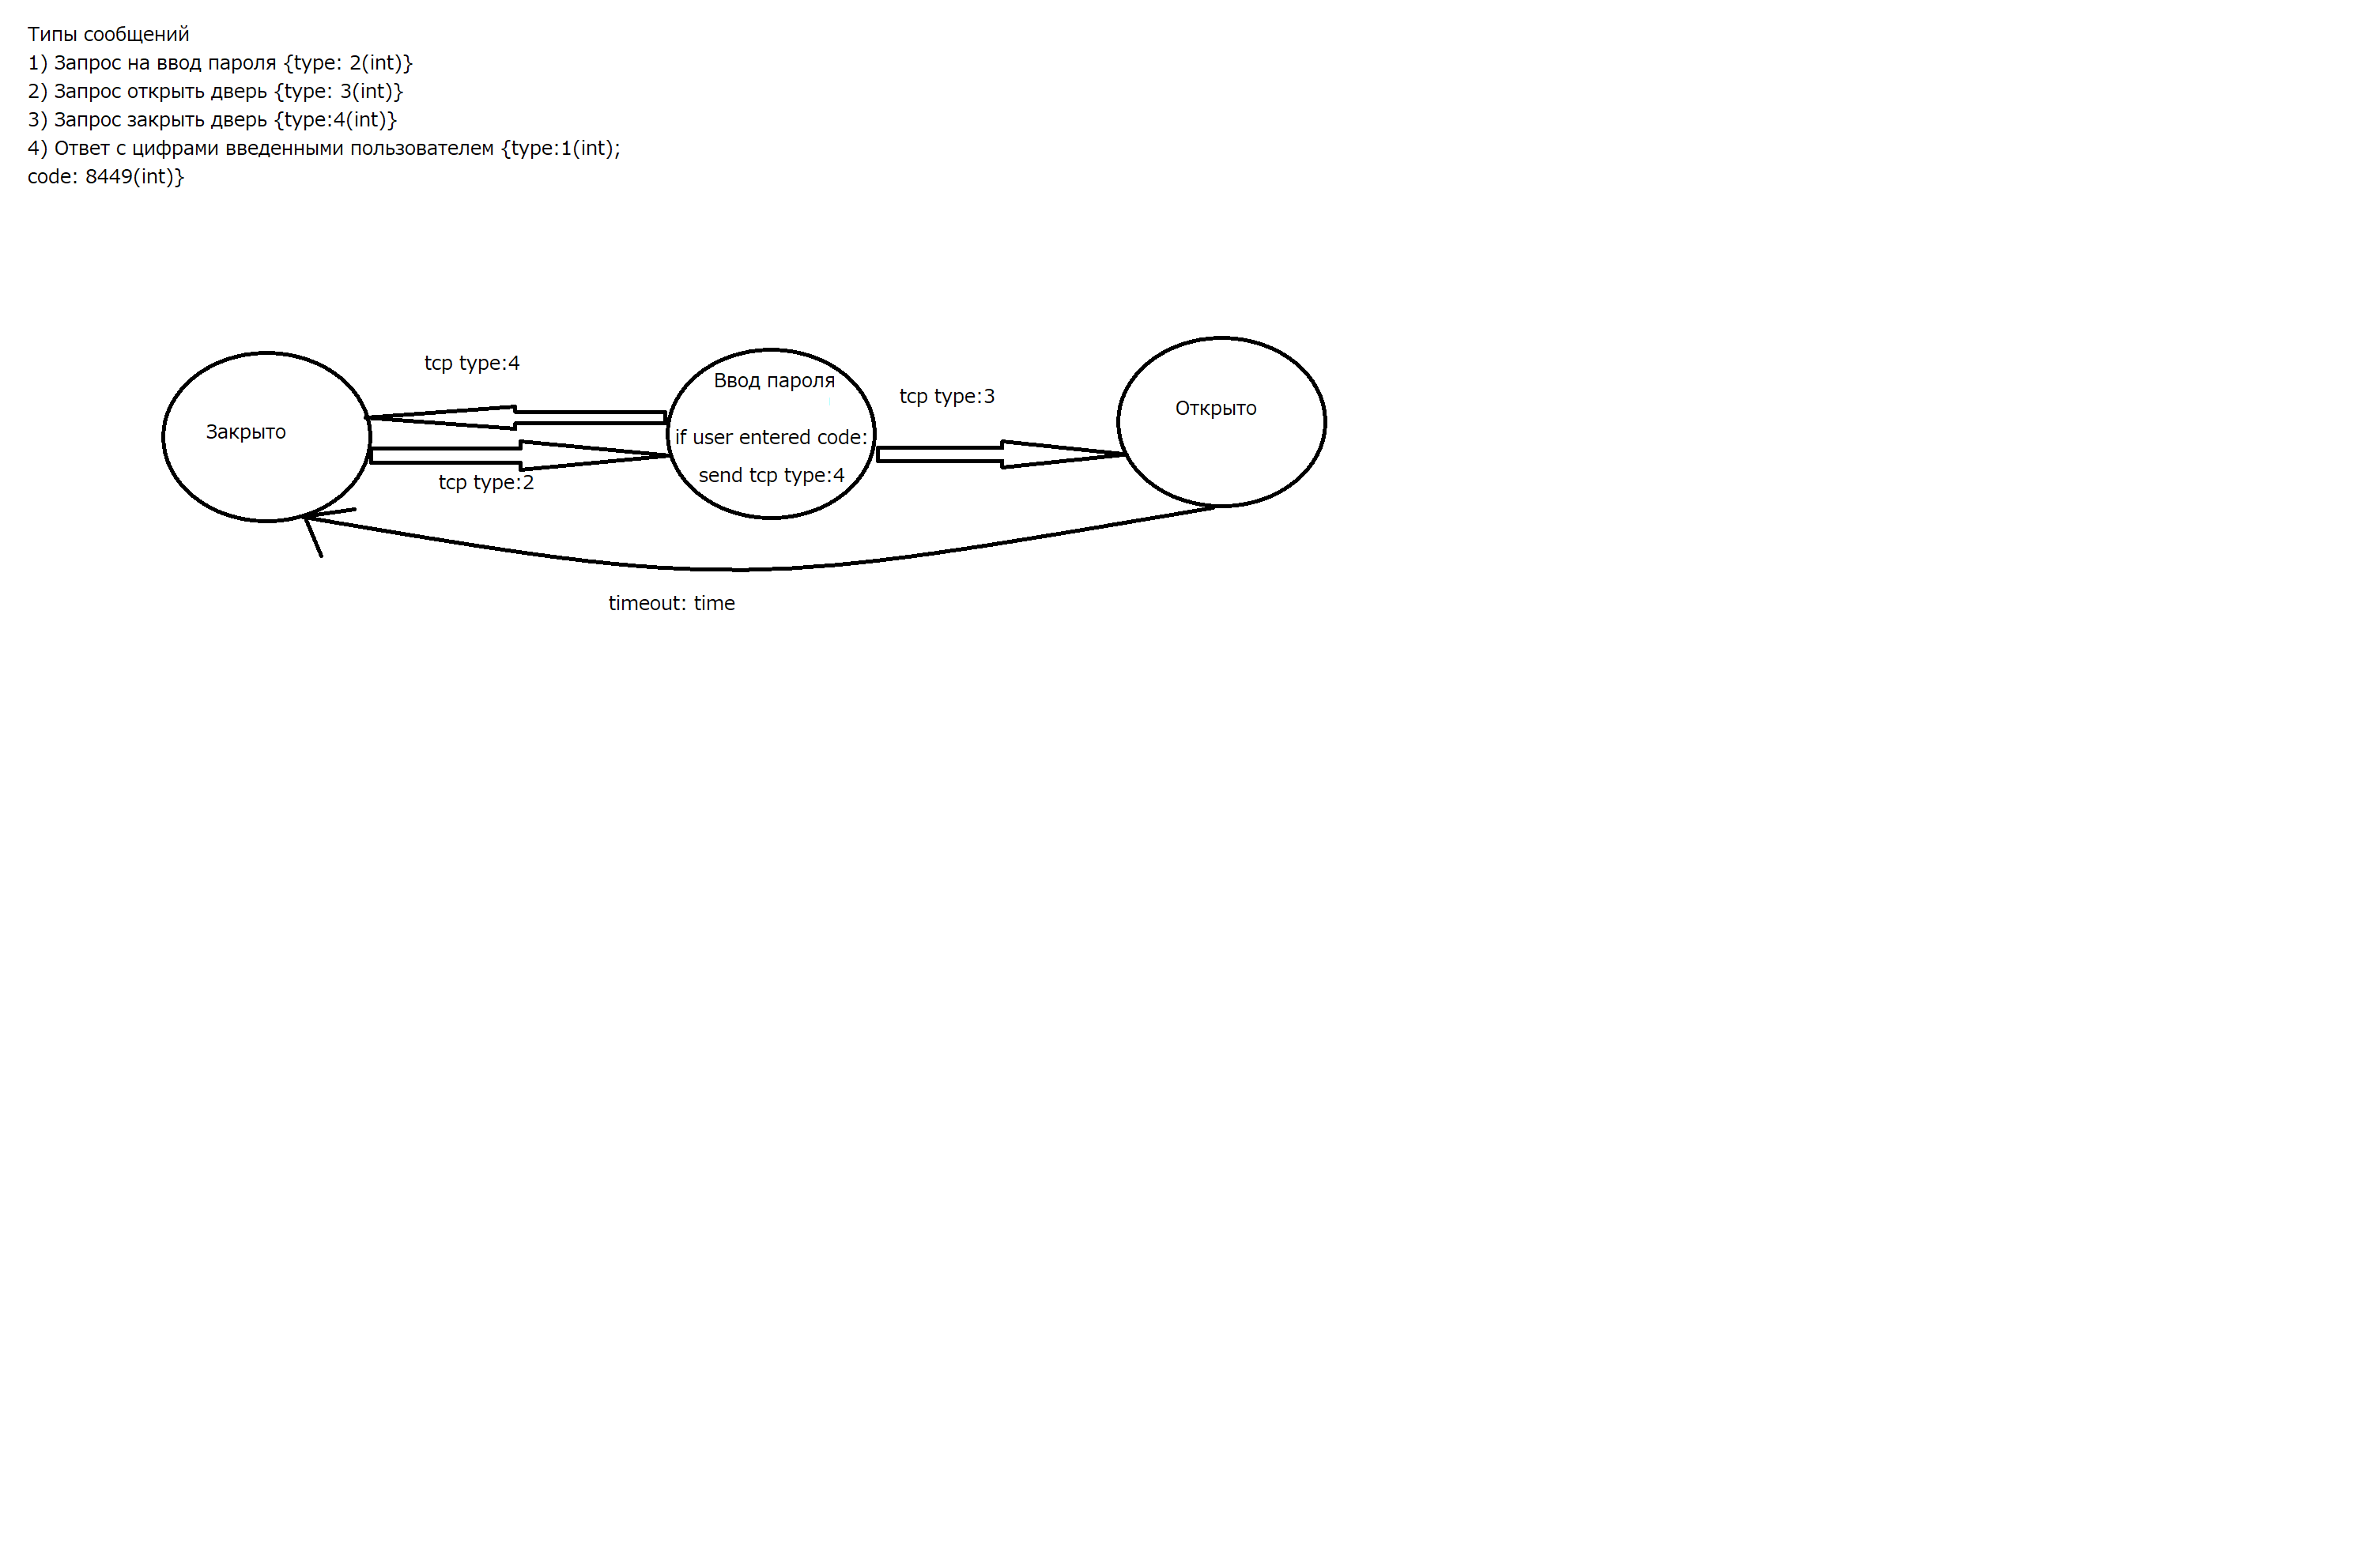 Типы сообщений
1) Запрос на ввод пароля {type: 2(int)}
2) Запрос открыть дверь {type: 3(int)}
3) Запрос закрыть дверь {type:4(int)}
4) Ответ с цифрами введенными пользователем {type:1(int);
code: 8449(int)}
tcp type:4
Ввод пароля
tcp type:3
Открыто
Закрыто
if user entered code:
send tcp type:4
tcp type:2
timeout: time